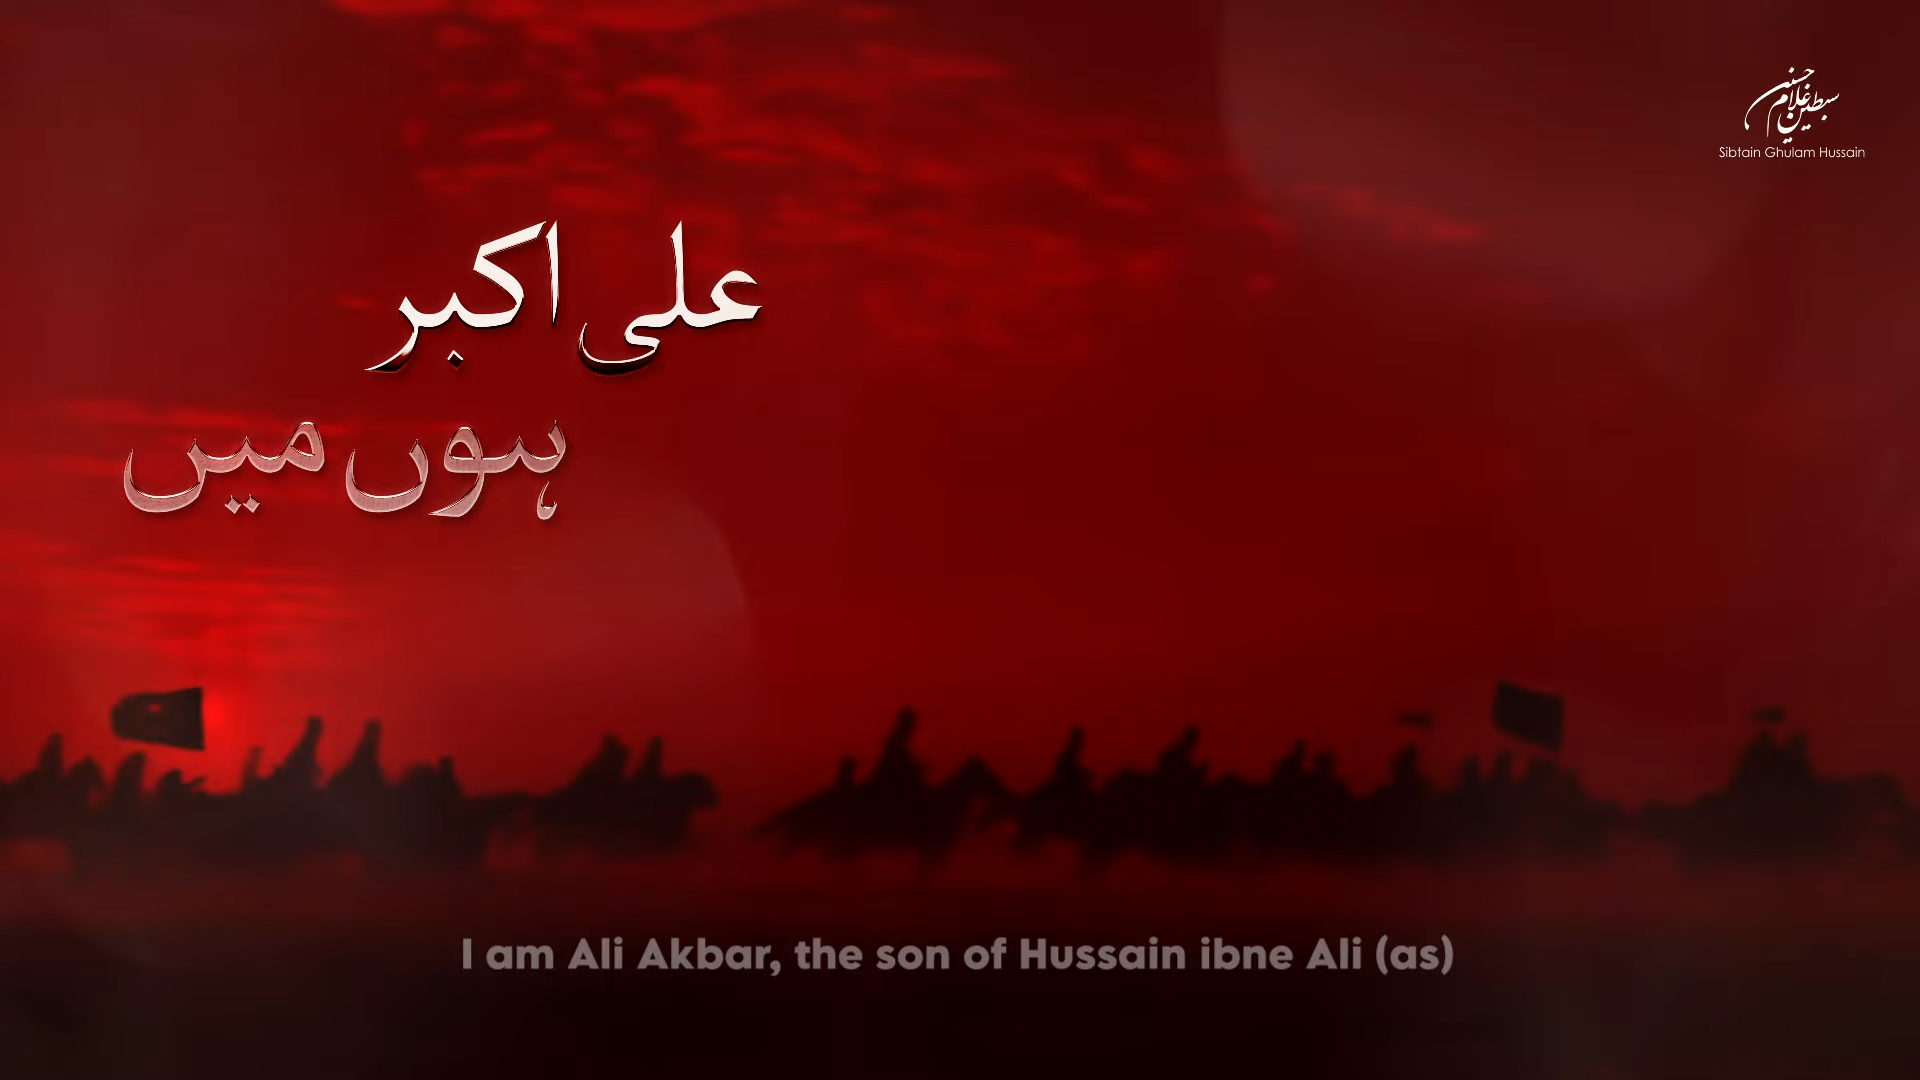 سبطین غلام حسین
Sibtain Ghulam Hussain
علی اکبر
ہوں میں
I am Ali Akbar, the son of Hussain ibne Ali (as)